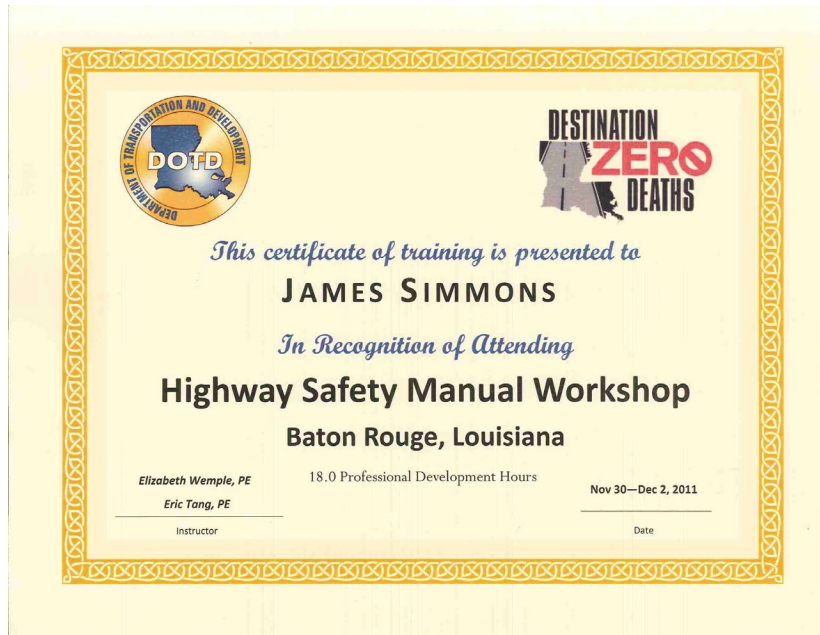 DEPARTMENT OF TRANSPORTATION AND DEVELOPMENT
DOTD
DESTINATION
ZERO
DEATHS
This certificate of training is presented to
JAMES SIMMONS
In Recognition of Attending
Highway Safety Manual Workshop
Baton Rouge, Louisiana
18.0 Professional Development Hours
Elizabeth Wemple, PE
Eric Tang, PE
Instructor
Nov 30—Dec 2, 2011
Date